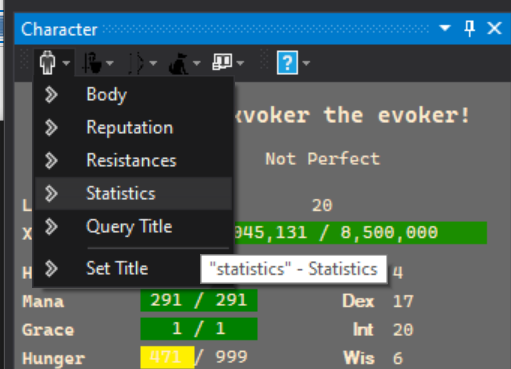 Character
?
Body
Reputation
kvoker the evoker!
Resistances
Not Perfect
Statistics
L 20
Query Title
X 045,131 / 8,500,000
Set Title
"statistics" - Statistics
H 4
Mana 291 / 291 Dex 17
Grace 1 / 1 Int 20
Hunger 471 / 999 Wis 6